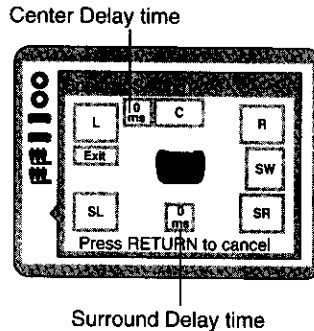 Center Delay time
0 ms
C
L
R
Exit
SW
SL
0 ms
SR
Press RETURN to cancel
Surround Delay time